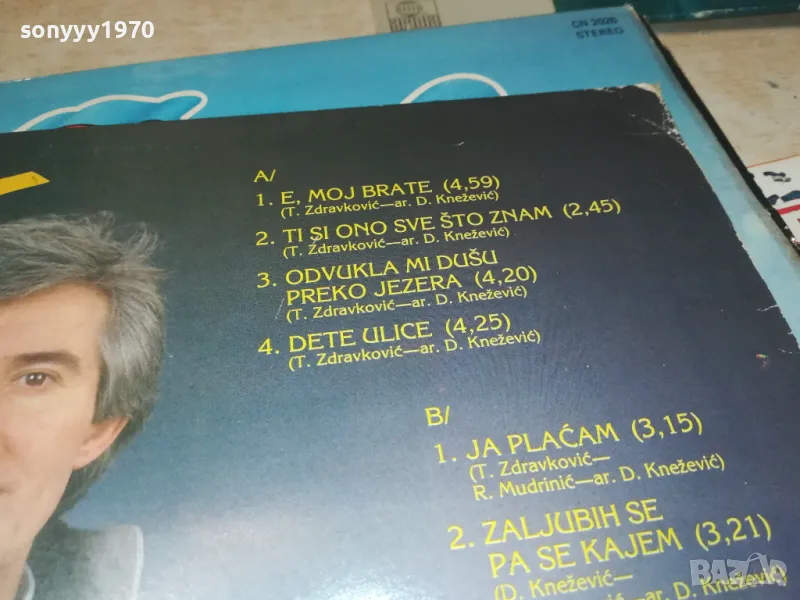 sonyyy1970
CN 2026
STEREO
A/
1. E, MOJ BRATE (4,59)
(T. Zdravković—ar. D. Knežević)
2. TI SI ONO SVE ŠTO ZNAM (2,45)
(T. Zdravković—ar. D. Knežević)
3. ODVUKLA MI DUŠU
PREKO JEZERA (4,20)
(T. Zdravković—ar. D. Knežević)
4. DETE ULICE (4,25)
(T. Zdravković—ar. D. Knežević)
B/
1. JA PLAĆAM (3,15)
(T. Zdravković—
R. Mudrinić—ar. D. Knežević)
2. ZALJUBIH SE
PA SE KAJEM (3,21)
(D. Knežević—
ar. D. Knežević)
BAZAR